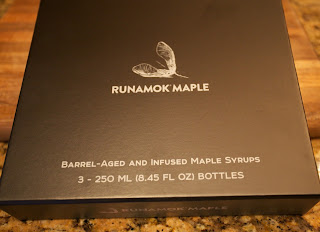 RUNAMOK MAPLE
BARREL-AGED AND INFUSED MAPLE SYRUPS
3 - 250 ML (8.45 FL OZ) BOTTLES
RUNAMOK MAPLE